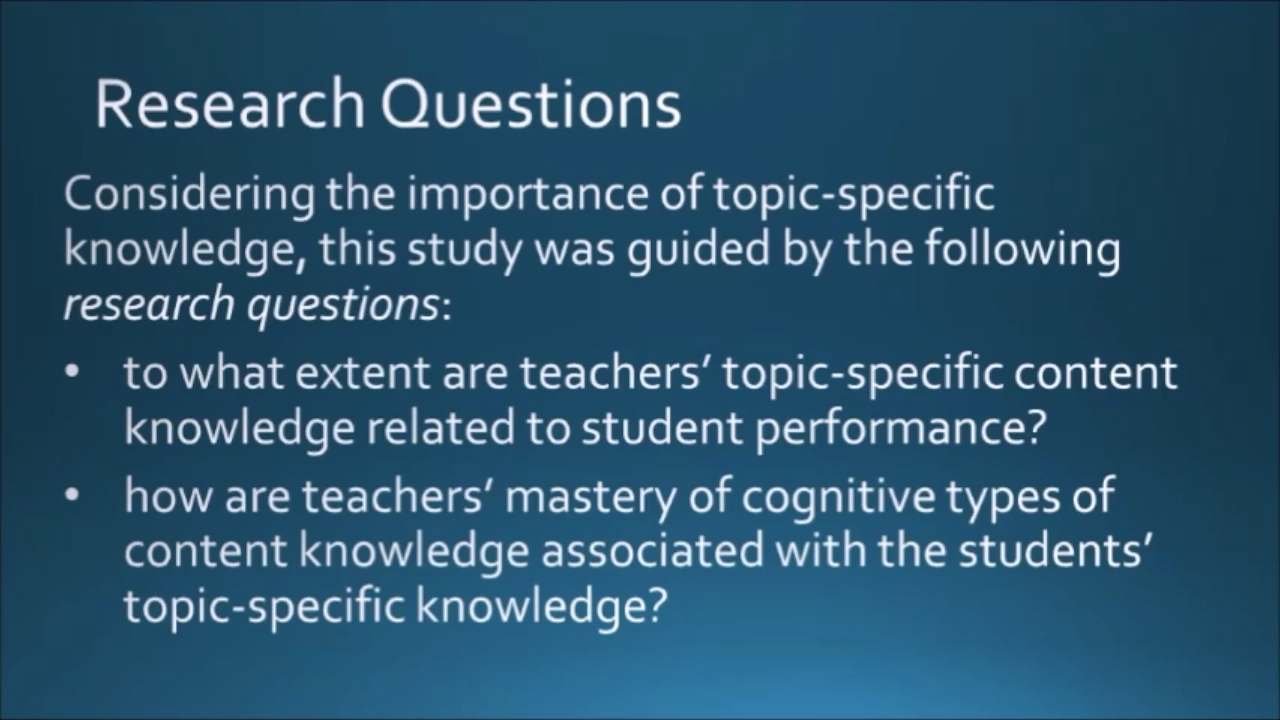 Research Questions
Considering the importance of topic-specific
knowledge, this study was guided by the following
research questions:
• to what extent are teachers’ topic-specific content
knowledge related to student performance?
• how are teachers’ mastery of cognitive types of
content knowledge associated with the students’
topic-specific knowledge?